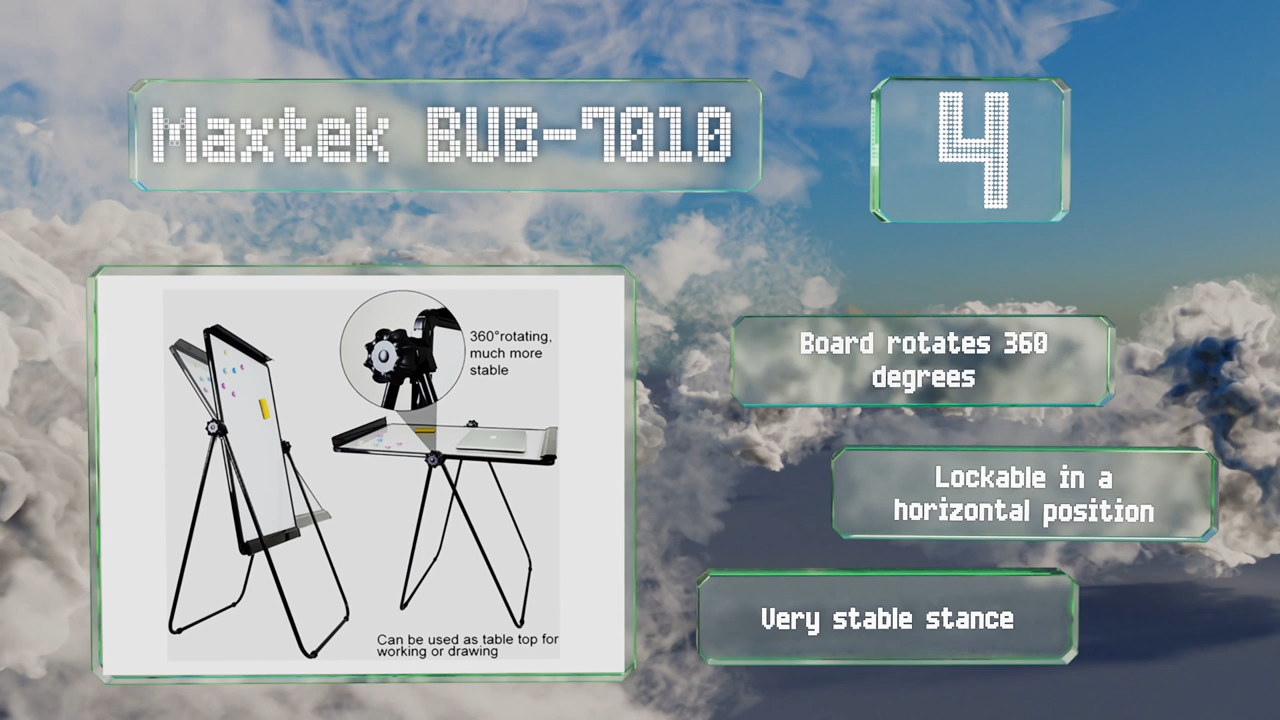 Maxtek BUB-7010
4
360°rotating,
much more
stable
Can be used as table top for
working or drawing
Board rotates 360
degrees
Lockable in a
horizontal position
Very stable stance